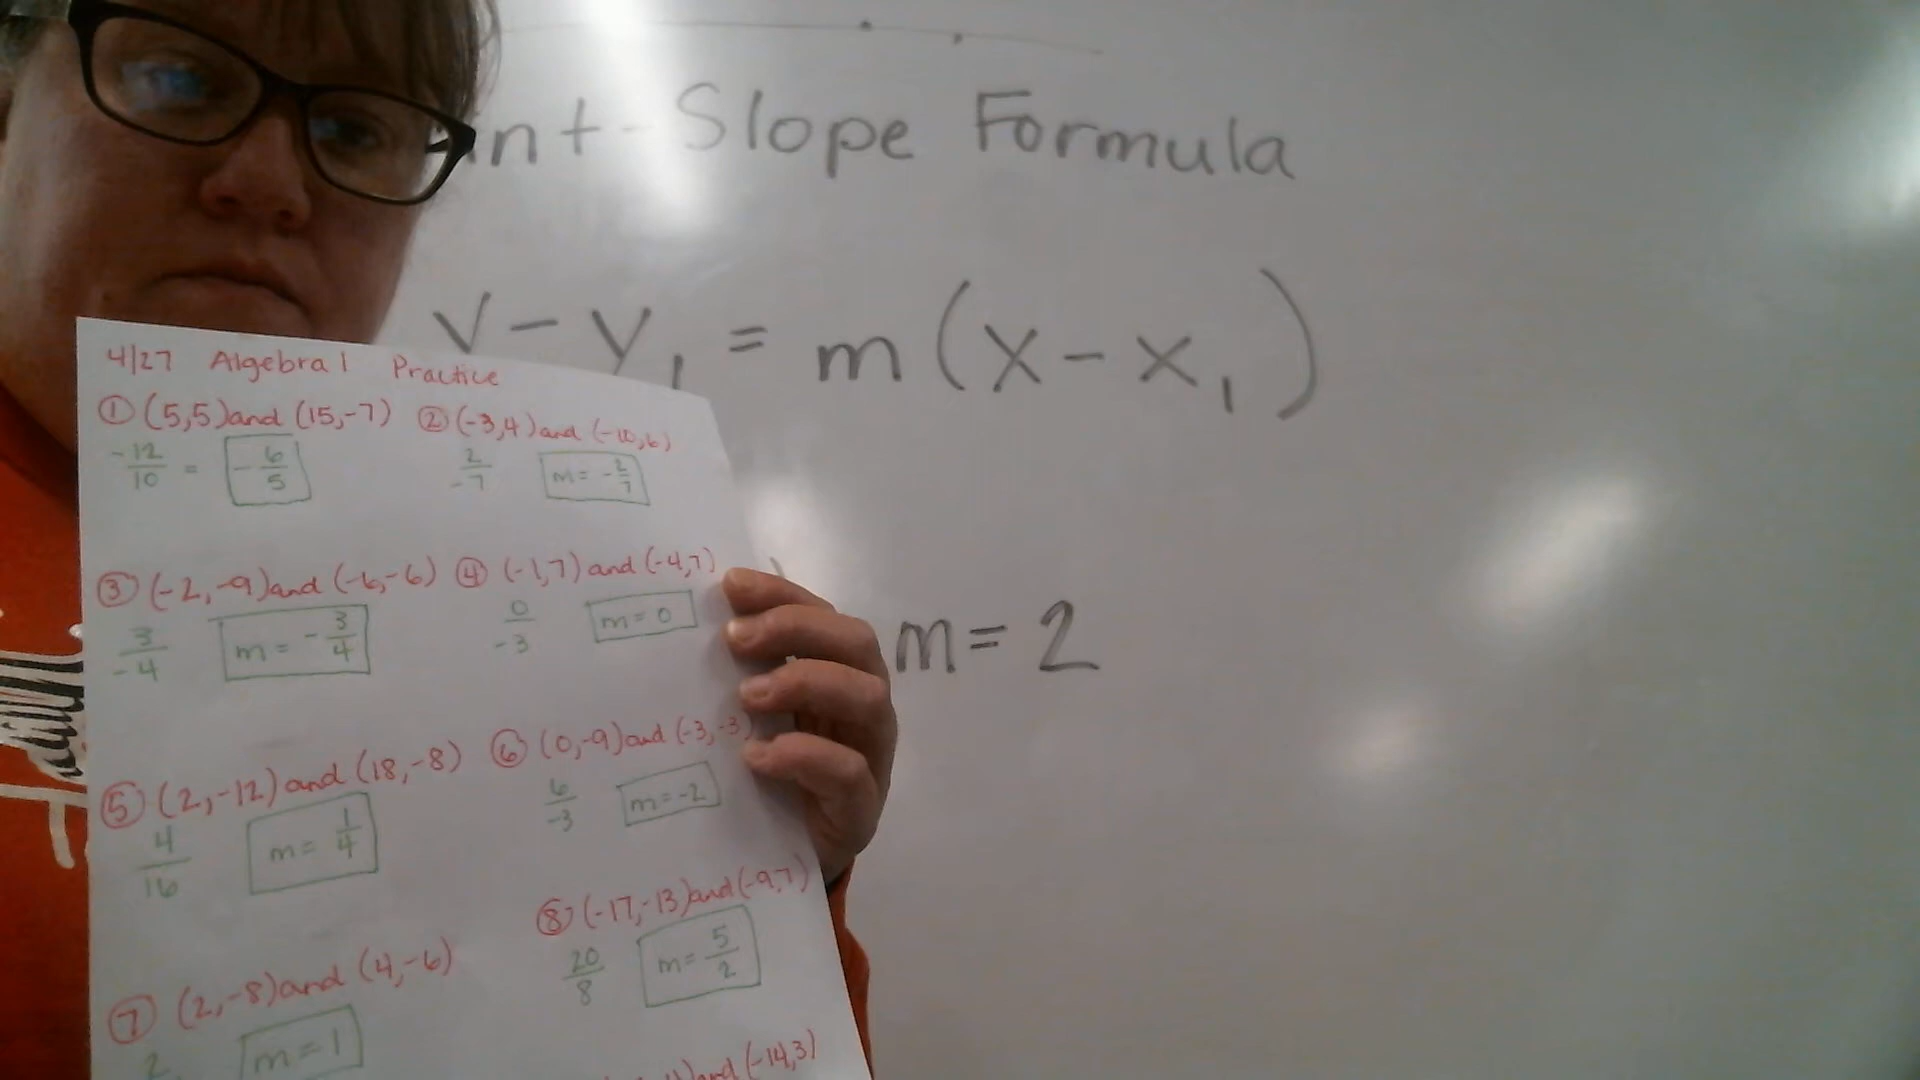 nt-Slope Formula
y - y₁ = m(x - x₁)
m = 2
4/27 Algebra 1 Practice
① (5,5) and (15,-7) ② (-3,4) and (-10,6)
-12/10 = -6/5 2/-7 m = -2/7
③ (-2,-9) and (-6,-6) ④ (-1,7) and (-4,7)
3/-4 m = -3/4 0/-3 m = 0
⑤ (2,-12) and (18,-8) ⑥ (0,-9) and (-3,-3)
4/16 m = 1/4 6/-3 m = -2
⑦ (2,-8) and (4,-6) ⑧ (-17,-13) and (-9,7)
2 m = 1 20/8 m = 5/2
and (-14,3)